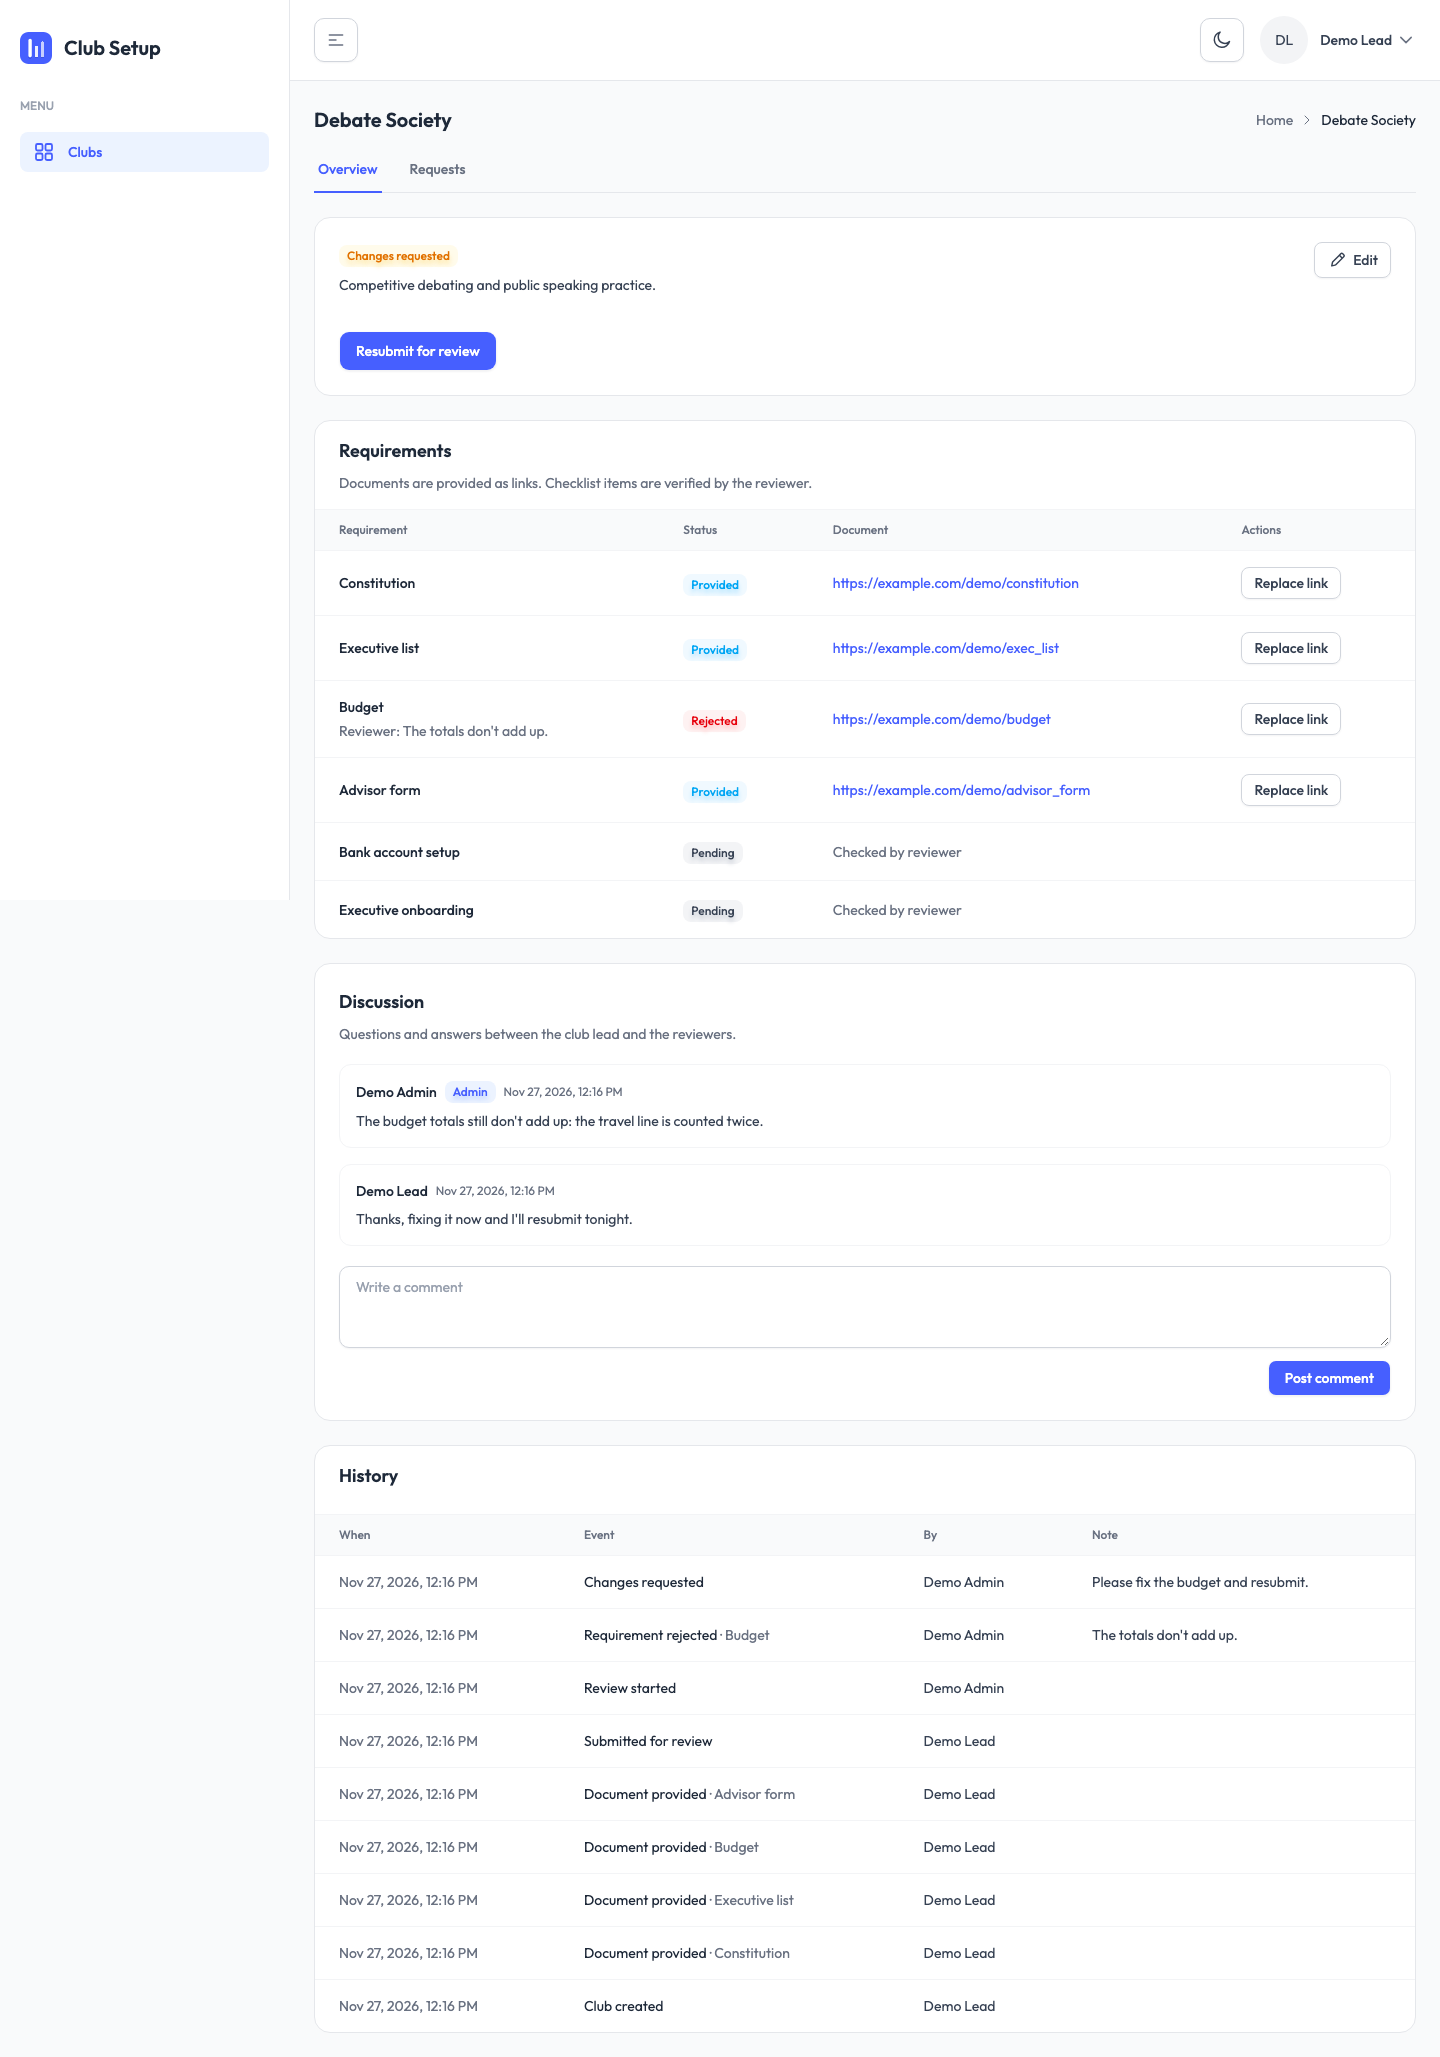 Club Setup
MENU
Clubs
DL
Demo Lead
Debate Society
Home
Debate Society
Overview
Requests
Changes requested
Edit
Competitive debating and public speaking practice.
Resubmit for review
Requirements
Documents are provided as links. Checklist items are verified by the reviewer.
Requirement Status Document Actions
Constitution Provided https://example.com/demo/constitution Replace link
Executive list Provided https://example.com/demo/exec_list Replace link
Budget
Reviewer: The totals don't add up.
Rejected https://example.com/demo/budget Replace link
Advisor form Provided https://example.com/demo/advisor_form Replace link
Bank account setup Pending Checked by reviewer
Executive onboarding Pending Checked by reviewer
Discussion
Questions and answers between the club lead and the reviewers.
Demo Admin Admin Nov 27, 2026, 12:16 PM
The budget totals still don't add up: the travel line is counted twice.
Demo Lead Nov 27, 2026, 12:16 PM
Thanks, fixing it now and I'll resubmit tonight.
Write a comment
Post comment
History
When Event By Note
Nov 27, 2026, 12:16 PM Changes requested Demo Admin Please fix the budget and resubmit.
Nov 27, 2026, 12:16 PM Requirement rejected · Budget Demo Admin The totals don't add up.
Nov 27, 2026, 12:16 PM Review started Demo Admin
Nov 27, 2026, 12:16 PM Submitted for review Demo Lead
Nov 27, 2026, 12:16 PM Document provided · Advisor form Demo Lead
Nov 27, 2026, 12:16 PM Document provided · Budget Demo Lead
Nov 27, 2026, 12:16 PM Document provided · Executive list Demo Lead
Nov 27, 2026, 12:16 PM Document provided · Constitution Demo Lead
Nov 27, 2026, 12:16 PM Club created Demo Lead